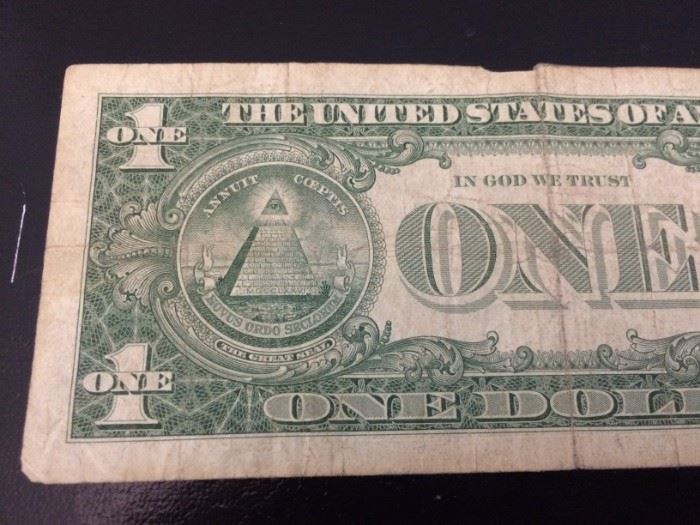 THE UNITED STATES OF A
1
ONE
ANNUIT CŒPTIS
IN GOD WE TRUST
ONE
NOVUS ORDO SECLORUM
THE GREAT SEAL
1
ONE
ONE DOL